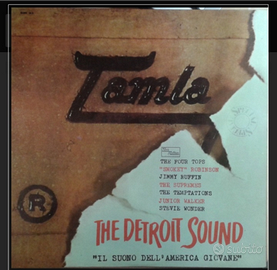 Tamla
THE FOUR TOPS
"SMOKEY" ROBINSON
JIMMY RUFFIN
THE SUPREMES
THE TEMPTATIONS
JUNIOR WALKER
STEVIE WONDER
R
THE DETROIT SOUND
"IL SUONO DELL'AMERICA GIOVANE"
subito